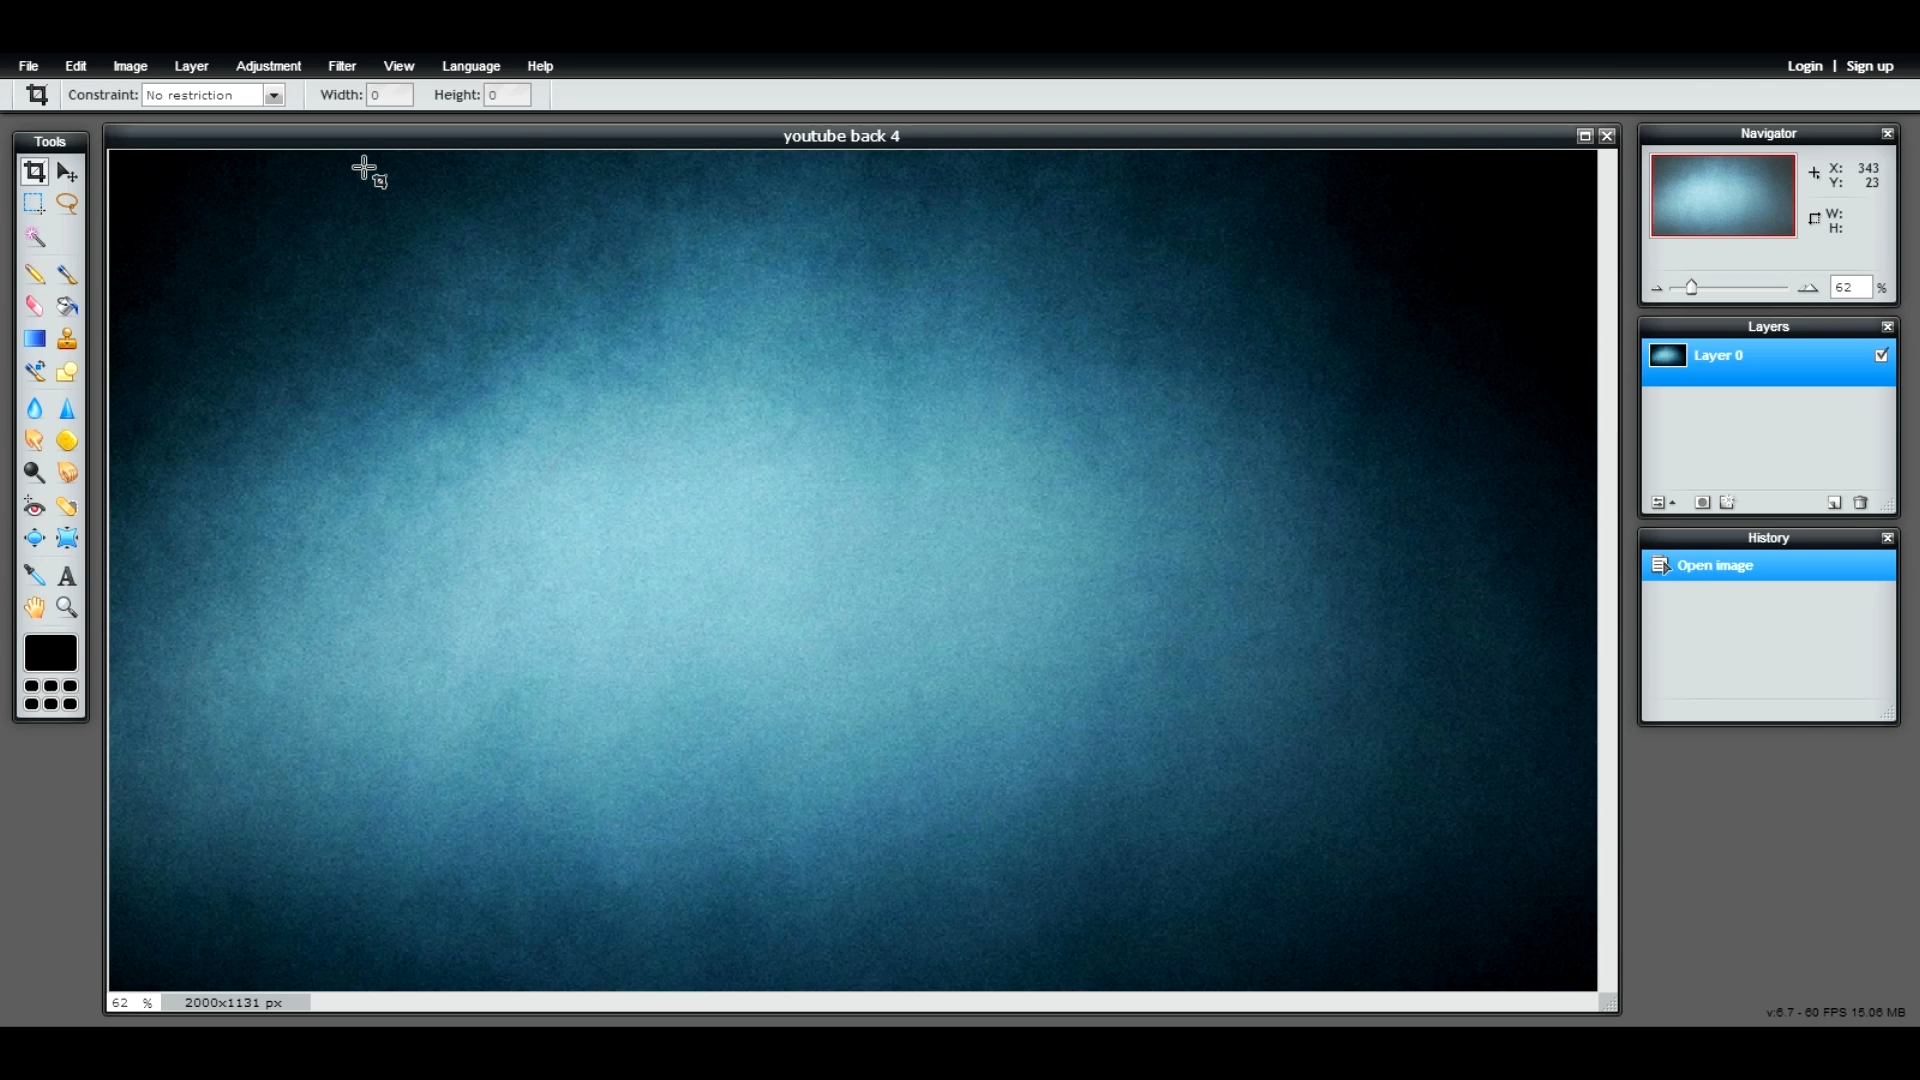 File Edit Image Layer Adjustment Filter View Language Help Login | Sign up
Constraint: No restriction Width: 0 Height: 0
Tools
youtube back 4
Navigator
X: 343
Y: 23
W:
H:
62 %
Layers
Layer 0
History
Open image
62 % 2000x1131 px
v:6.7 - 60 FPS 15.06 MB